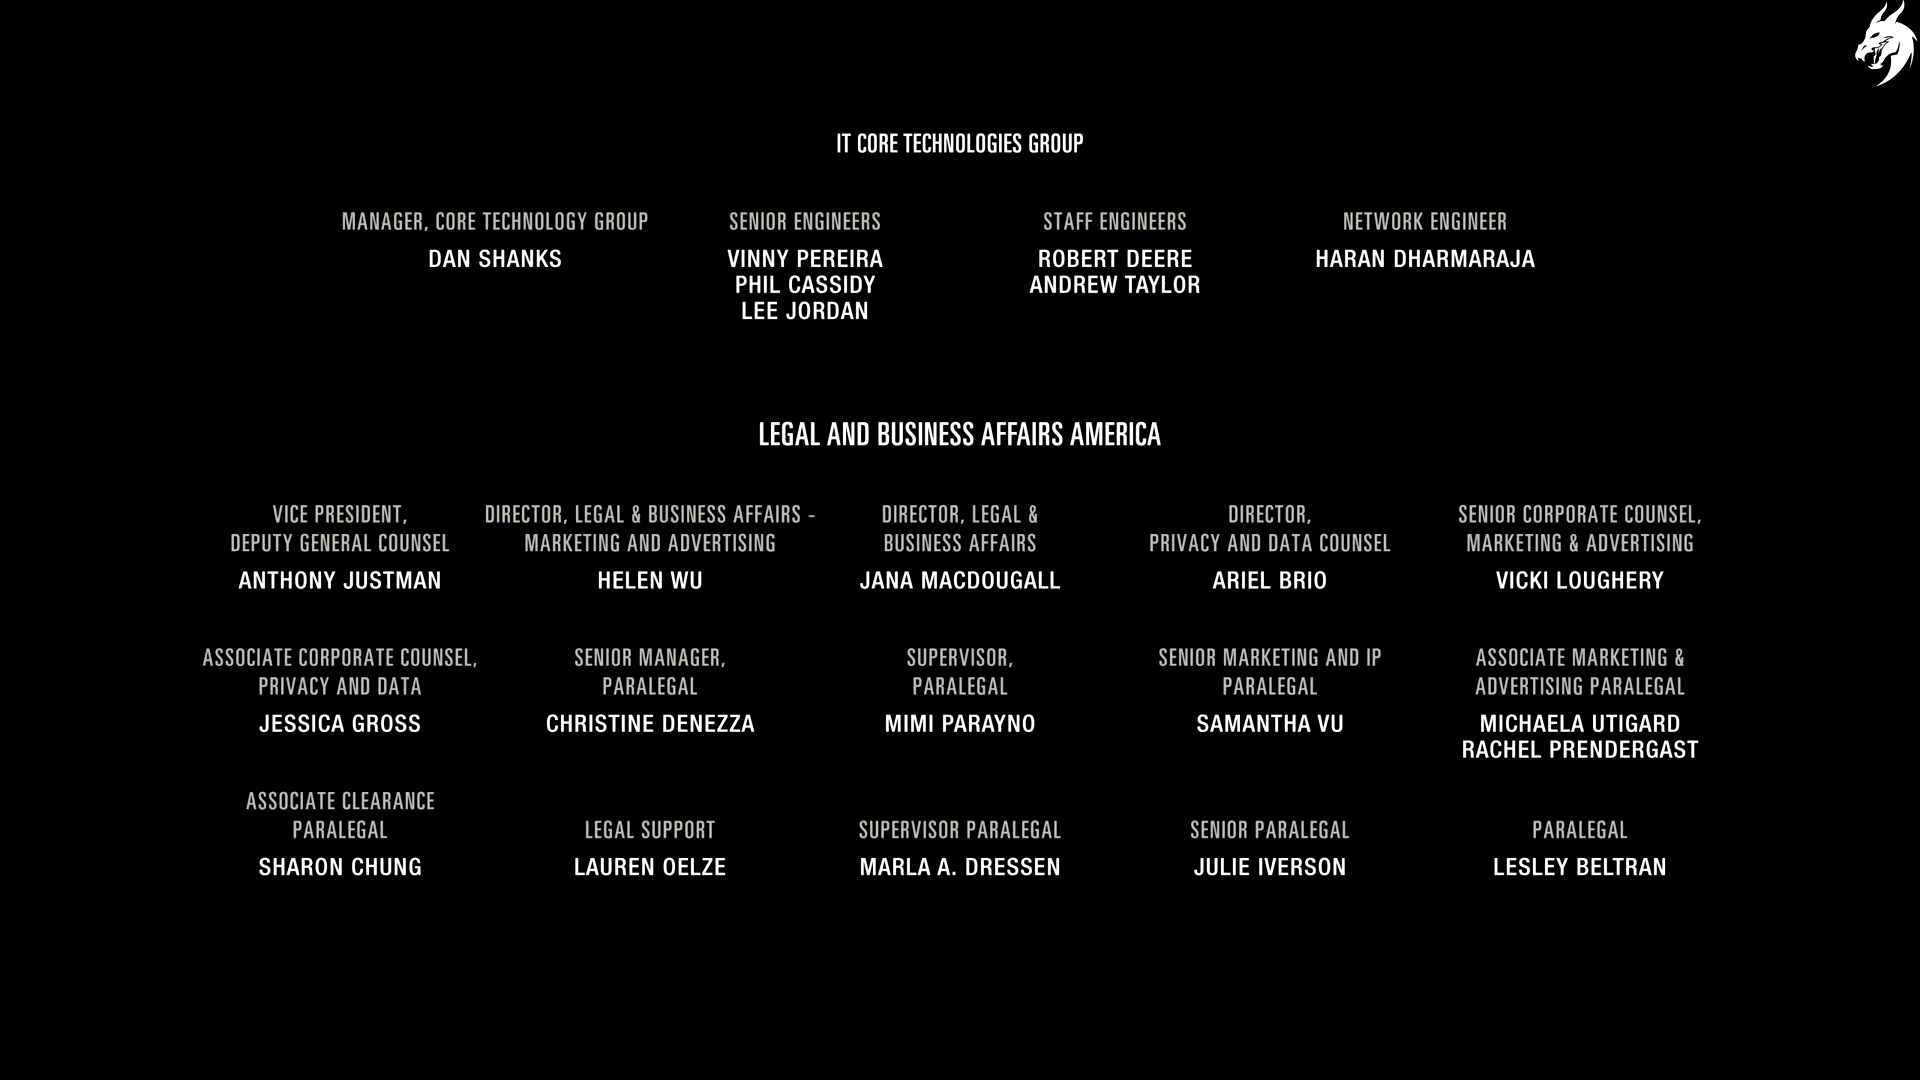 IT CORE TECHNOLOGIES GROUP
MANAGER, CORE TECHNOLOGY GROUP
DAN SHANKS
SENIOR ENGINEERS
VINNY PEREIRA
PHIL CASSIDY
LEE JORDAN
STAFF ENGINEERS
ROBERT DEERE
ANDREW TAYLOR
NETWORK ENGINEER
HARAN DHARMARAJA
LEGAL AND BUSINESS AFFAIRS AMERICA
VICE PRESIDENT,
DEPUTY GENERAL COUNSEL
ANTHONY JUSTMAN
DIRECTOR, LEGAL & BUSINESS AFFAIRS -
MARKETING AND ADVERTISING
HELEN WU
DIRECTOR, LEGAL &
BUSINESS AFFAIRS
JANA MACDOUGALL
DIRECTOR,
PRIVACY AND DATA COUNSEL
ARIEL BRIO
SENIOR CORPORATE COUNSEL,
MARKETING & ADVERTISING
VICKI LOUGHERY
ASSOCIATE CORPORATE COUNSEL,
PRIVACY AND DATA
JESSICA GROSS
SENIOR MANAGER,
PARALEGAL
CHRISTINE DENEZZA
SUPERVISOR,
PARALEGAL
MIMI PARAYNO
SENIOR MARKETING AND IP
PARALEGAL
SAMANTHA VU
ASSOCIATE MARKETING &
ADVERTISING PARALEGAL
MICHAELA UTIGARD
RACHEL PRENDERGAST
ASSOCIATE CLEARANCE
PARALEGAL
SHARON CHUNG
LEGAL SUPPORT
LAUREN OELZE
SUPERVISOR PARALEGAL
MARLA A. DRESSEN
SENIOR PARALEGAL
JULIE IVERSON
PARALEGAL
LESLEY BELTRAN